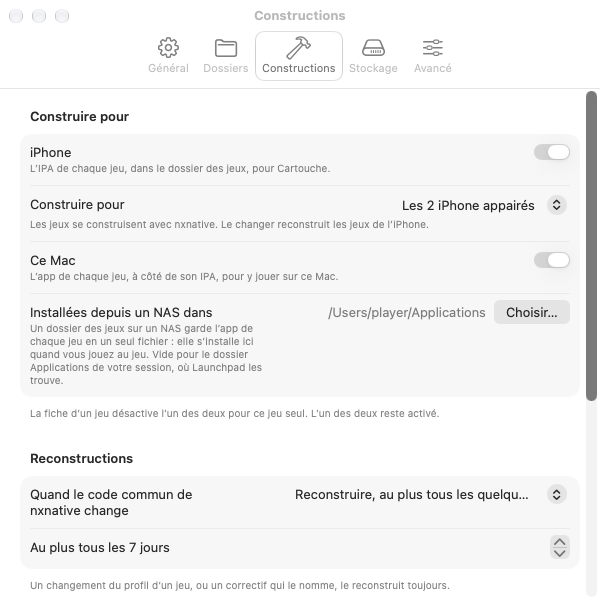 Constructions
Général
Dossiers
Constructions
Stockage
Avancé
Construire pour
iPhone
L’IPA de chaque jeu, dans le dossier des jeux, pour Cartouche.
Construire pour
Les 2 iPhone appairés
Les jeux se construisent avec nxnative. Le changer reconstruit les jeux de l’iPhone.
Ce Mac
L’app de chaque jeu, à côté de son IPA, pour y jouer sur ce Mac.
Installées depuis un NAS dans
/Users/player/Applications
Choisir...
Un dossier des jeux sur un NAS garde l’app de
chaque jeu en un seul fichier : elle s’installe ici
quand vous jouez au jeu. Vide pour le dossier
Applications de votre session, où Launchpad les
trouve.
La fiche d’un jeu désactive l’un des deux pour ce jeu seul. L’un des deux reste activé.
Reconstructions
Quand le code commun de
nxnative change
Reconstruire, au plus tous les quelqu...
Au plus tous les 7 jours
Un changement du profil d’un jeu, ou un correctif qui le nomme, le reconstruit toujours.